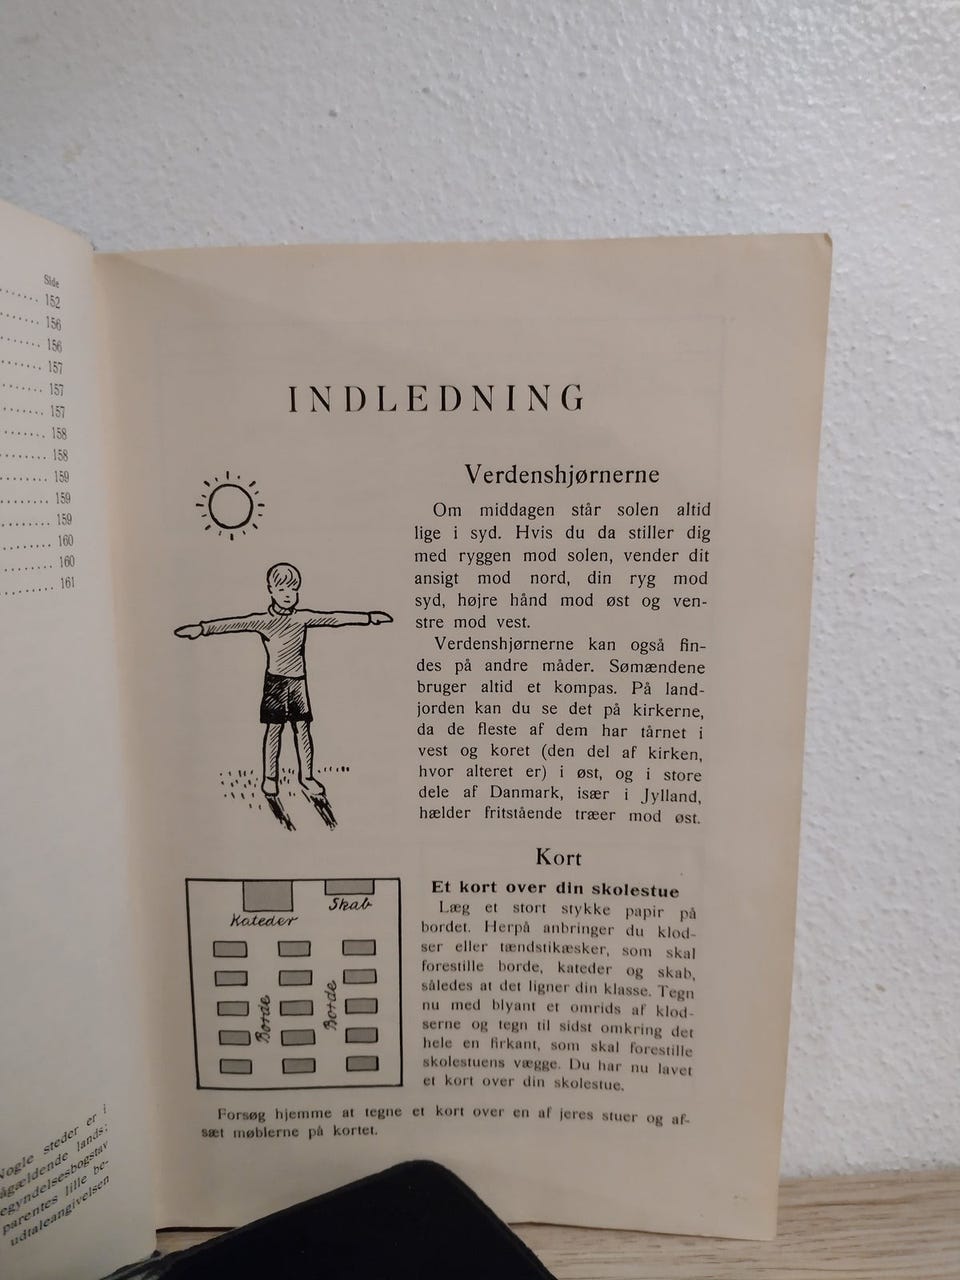 Side
152
156
156
157
157
157
158
158
159
159
159
160
160
161
Nogle steder er i
ågældende lands;
egyndelsesbogstav
parentes lille be-
udtaleangivelsen
INDLEDNING
Verdenshjørnerne
Om middagen står solen altid
lige i syd. Hvis du da stiller dig
med ryggen mod solen, vender dit
ansigt mod nord, din ryg mod
syd, højre hånd mod øst og ven-
stre mod vest.
Verdenshjørnerne kan også fin-
des på andre måder. Sømændene
bruger altid et kompas. På land-
jorden kan du se det på kirkerne,
da de fleste af dem har tårnet i
vest og koret (den del af kirken,
hvor alteret er) i øst, og i store
dele af Danmark, især i Jylland,
hælder fritstående træer mod øst.
Kort
Et kort over din skolestue
Læg et stort stykke papir på
bordet. Herpå anbringer du klod-
ser eller tændstikæsker, som skal
forestille borde, kateder og skab,
således at det ligner din klasse. Tegn
nu med blyant et omrids af klod-
serne og tegn til sidst omkring det
hele en firkant, som skal forestille
skolestuens vægge. Du har nu lavet
et kort over din skolestue.
Kateder
Skab
Borde
Borde
Forsøg hjemme at tegne et kort over en af jeres stuer og af-
sæt møblerne på kortet.